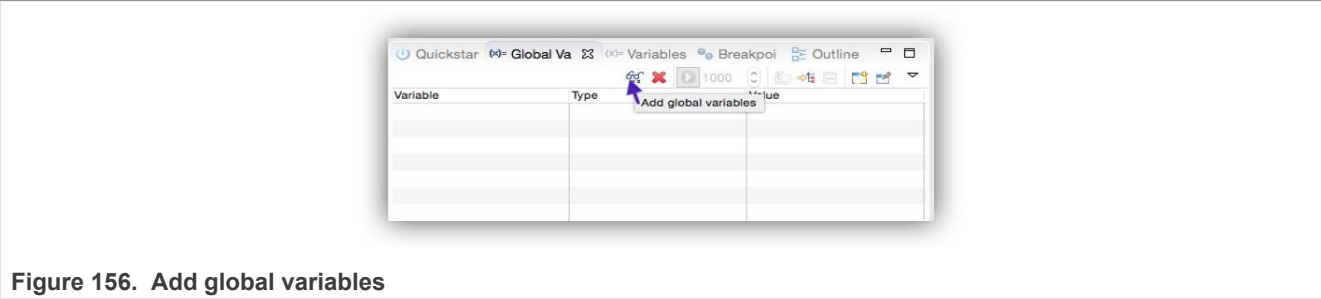 Quickstar (x)= Global Va (x)= Variables Breakpoi Outline
1000
Variable Type Value
Add global variables
Figure 156. Add global variables